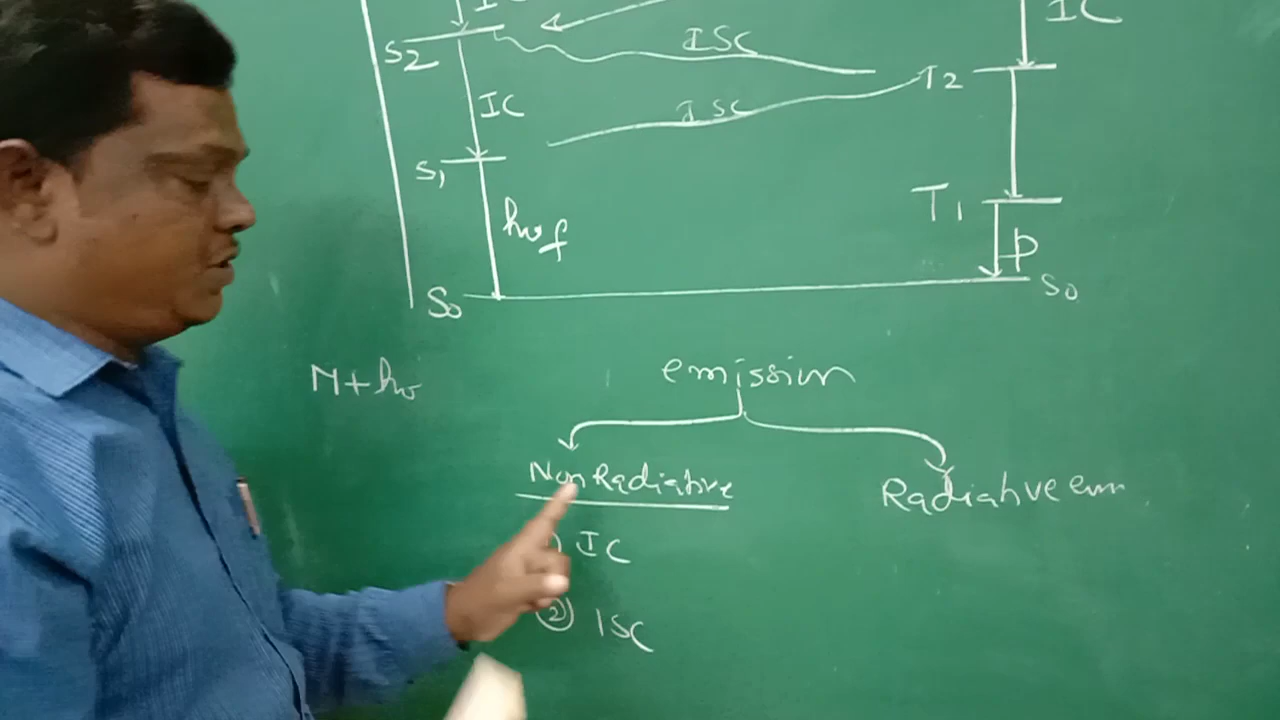 IC
S2
ISC
T2
IC
ISC
S1
hνf
T1
P
S0
S0
M+hν
emission
Non Radiative
Radiative em
1) IC
② ISC